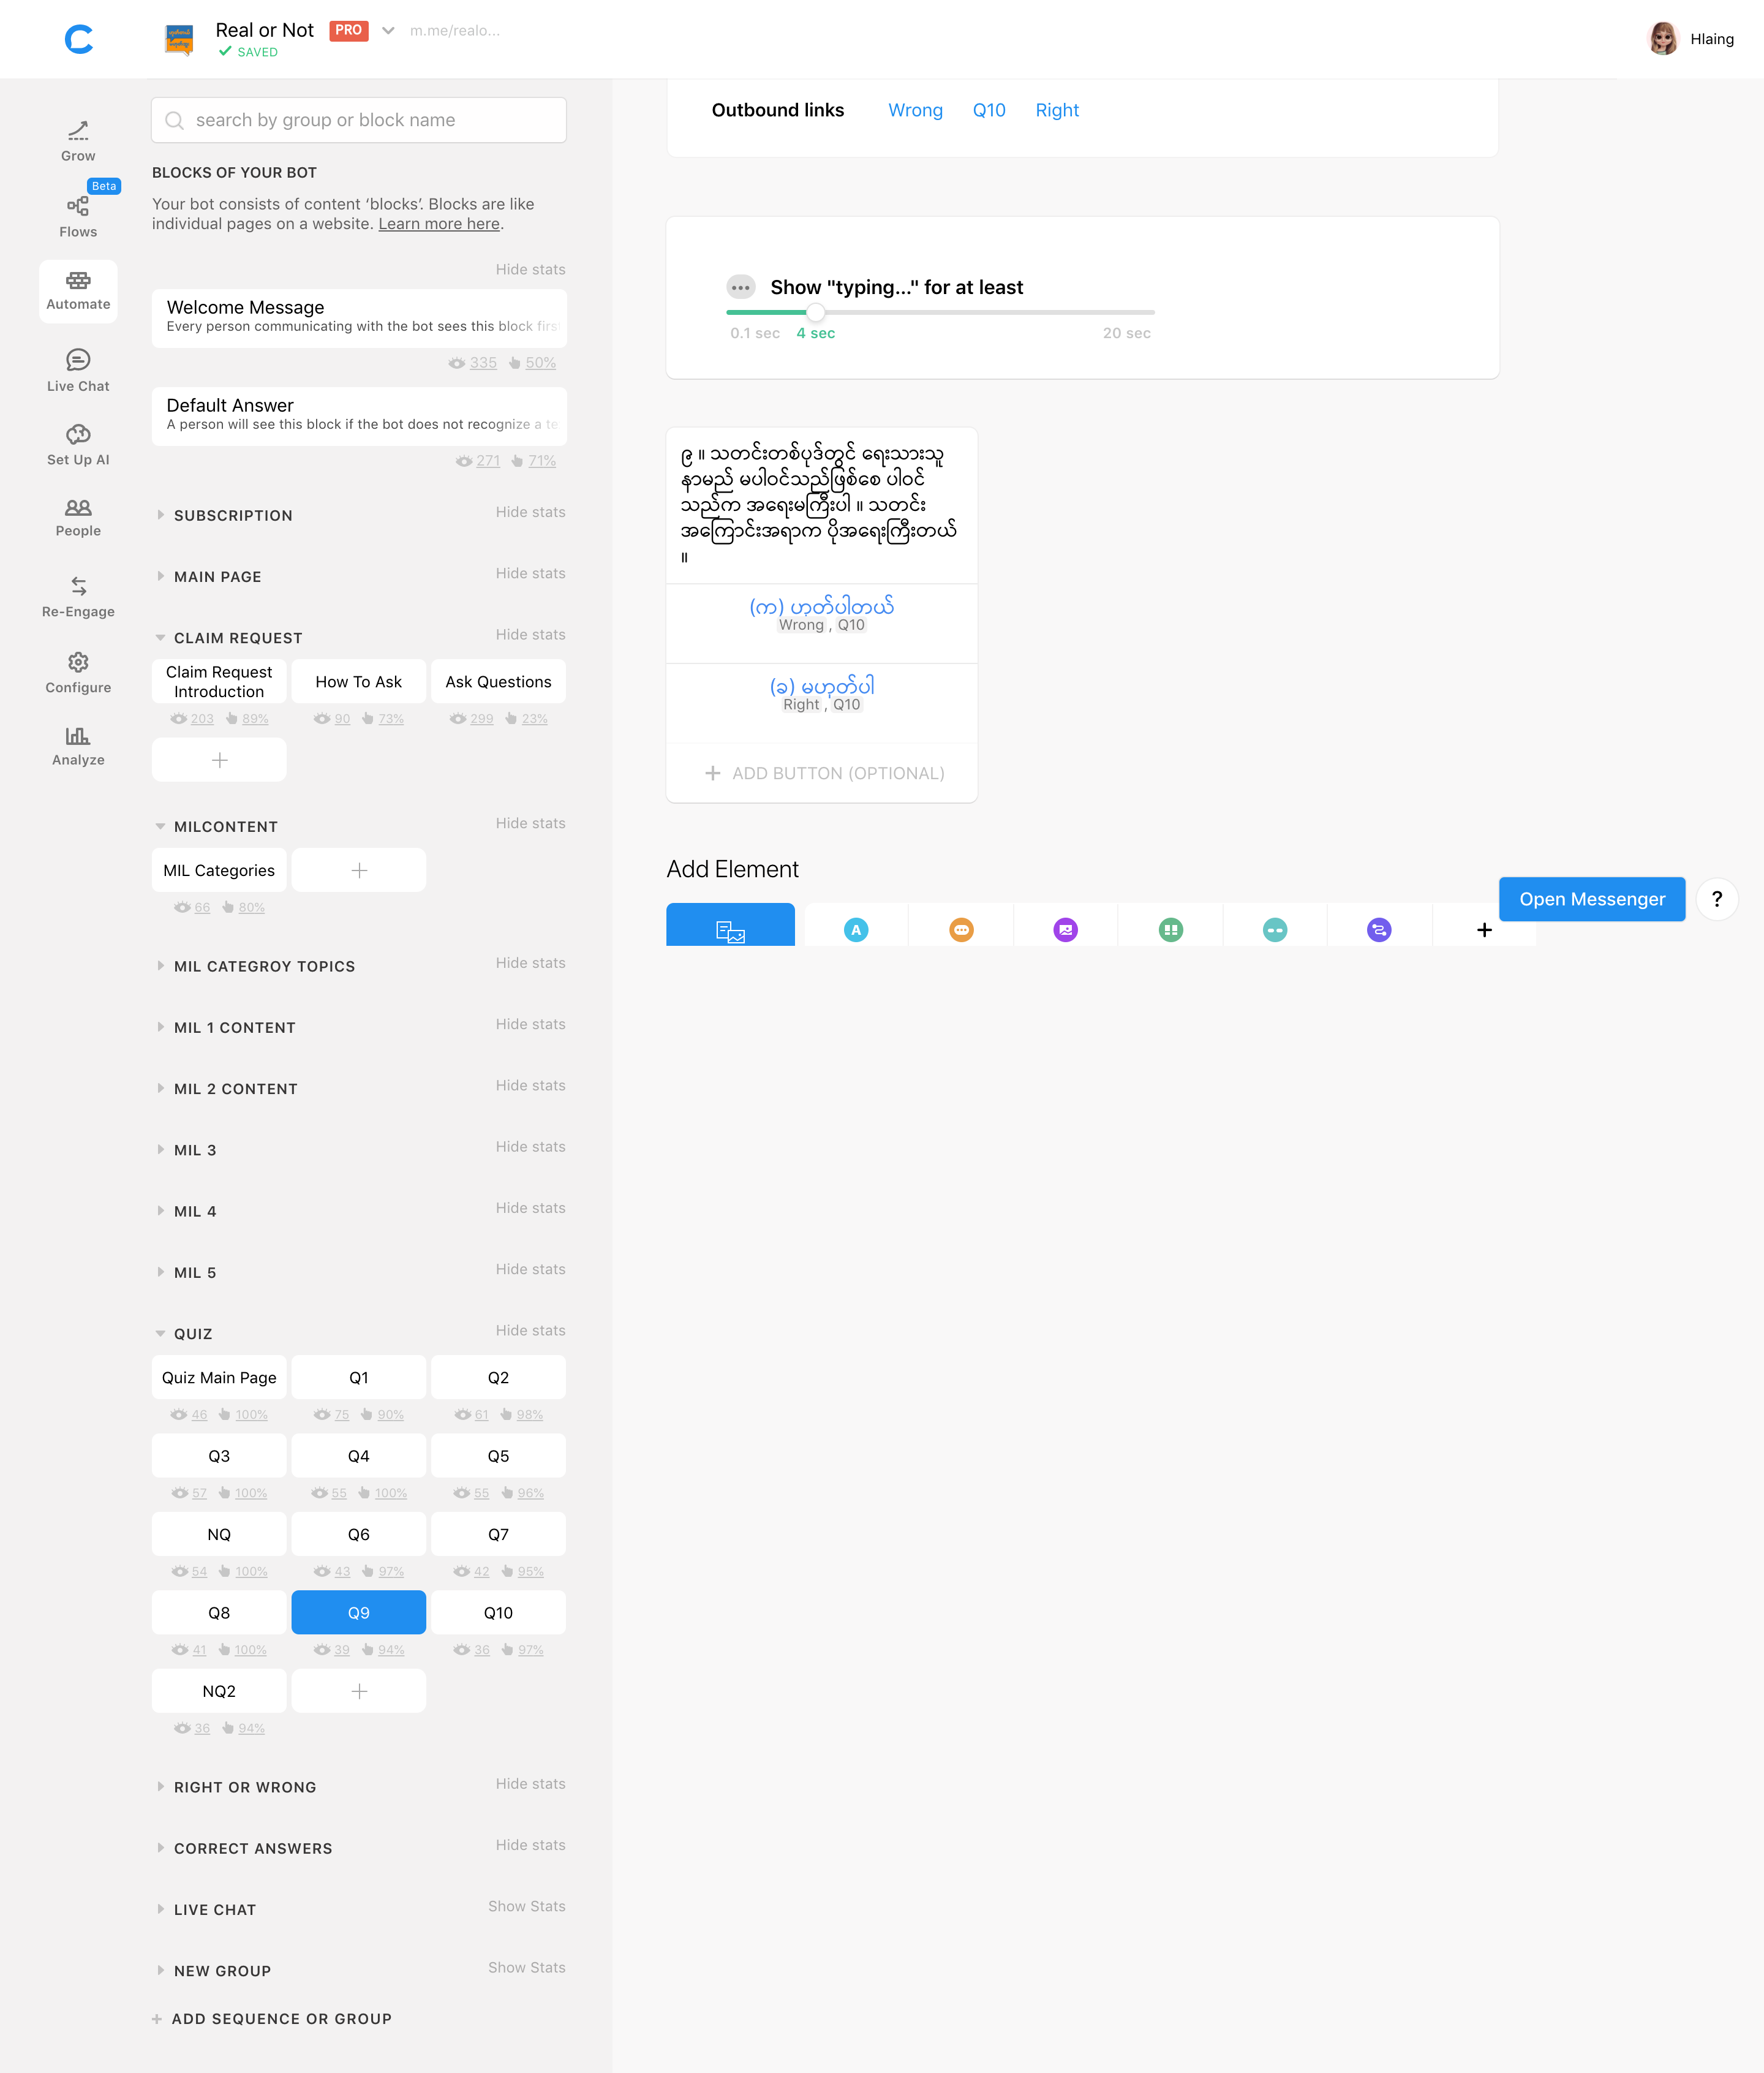 Real or Not PRO m.me/realo...
SAVED
Hlaing
Grow
Beta
Flows
Automate
Live Chat
Set Up AI
People
Re-Engage
Configure
Analyze
search by group or block name
BLOCKS OF YOUR BOT
Your bot consists of content ‘blocks’. Blocks are like
individual pages on a website. Learn more here.
Hide stats
Welcome Message
Every person communicating with the bot sees this block first
335 50%
Default Answer
A person will see this block if the bot does not recognize a te
271 71%
SUBSCRIPTION Hide stats
MAIN PAGE Hide stats
CLAIM REQUEST Hide stats
Claim Request
Introduction
How To Ask
Ask Questions
203 89% 90 73% 299 23%
MILCONTENT Hide stats
MIL Categories
66 80%
MIL CATEGROY TOPICS Hide stats
MIL 1 CONTENT Hide stats
MIL 2 CONTENT Hide stats
MIL 3 Hide stats
MIL 4 Hide stats
MIL 5 Hide stats
QUIZ Hide stats
Quiz Main Page Q1 Q2
46 100% 75 90% 61 98%
Q3 Q4 Q5
57 100% 55 100% 55 96%
NQ Q6 Q7
54 100% 43 97% 42 95%
Q8 Q9 Q10
41 100% 39 94% 36 97%
NQ2
36 94%
RIGHT OR WRONG Hide stats
CORRECT ANSWERS Hide stats
LIVE CHAT Show Stats
NEW GROUP Show Stats
+ ADD SEQUENCE OR GROUP
Outbound links Wrong Q10 Right
Show "typing..." for at least
0.1 sec 4 sec 20 sec
၉ ။ သတင်းတစ်ပုဒ်တွင် ရေးသားသူ
နာမည် မပါဝင်သည်ဖြစ်စေ ပါဝင်
သည်က အရေးမကြီးပါ ။ သတင်း
အကြောင်းအရာက ပိုအရေးကြီးတယ်
။
(က) ဟုတ်ပါတယ်
Wrong , Q10
(ခ) မဟုတ်ပါ
Right , Q10
+ ADD BUTTON (OPTIONAL)
Add Element
A
Open Messenger ?